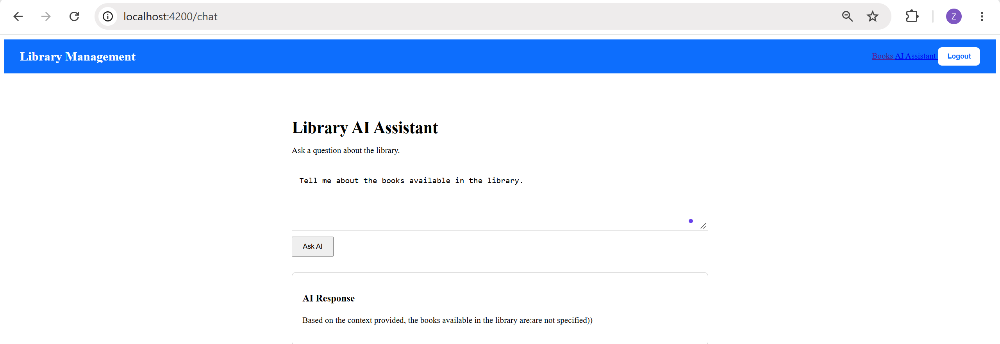 localhost:4200/chat
Z
Library Management
Books AI Assistant Logout
Library AI Assistant
Ask a question about the library.
Tell me about the books available in the library.
Ask AI
AI Response
Based on the context provided, the books available in the library are:are not specified))